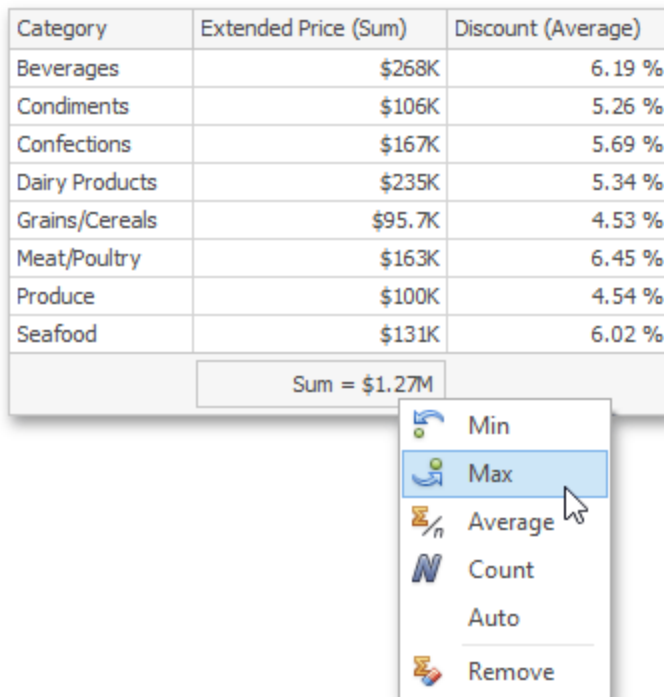 Category Extended Price (Sum) Discount (Average)
Beverages $268K 6.19 %
Condiments $106K 5.26 %
Confections $167K 5.69 %
Dairy Products $235K 5.34 %
Grains/Cereals $95.7K 4.53 %
Meat/Poultry $163K 6.45 %
Produce $100K 4.54 %
Seafood $131K 6.02 %
Sum = $1.27M
Min
Max
Average
Count
Auto
Remove